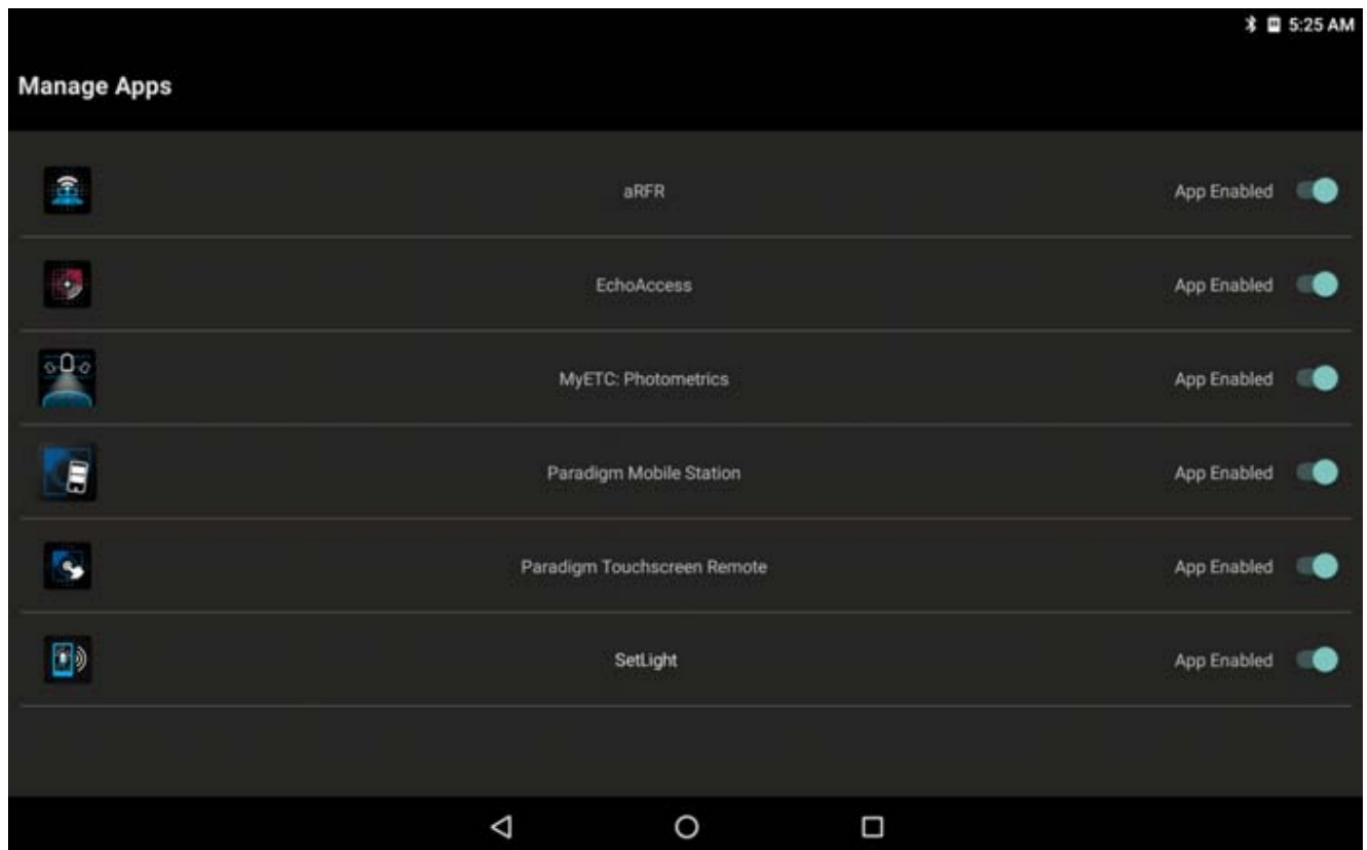 5:25 AM
Manage Apps
aRFR App Enabled
EchoAccess App Enabled
MyETC: Photometrics App Enabled
Paradigm Mobile Station App Enabled
Paradigm Touchscreen Remote App Enabled
SetLight App Enabled